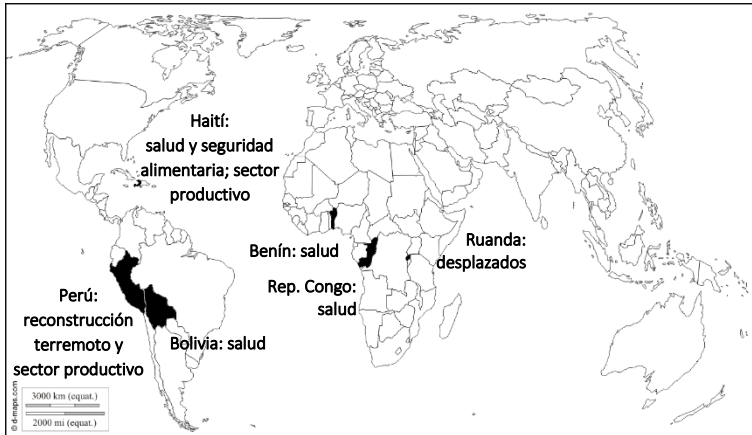 Haití:
salud y seguridad
alimentaria; sector
productivo
Benín: salud
Ruanda:
desplazados
Rep. Congo:
salud
Perú:
reconstrucción
terremoto y
sector productivo
Bolivia: salud
3000 km (equat.)
2000 mi (equat.)
© d-maps.com